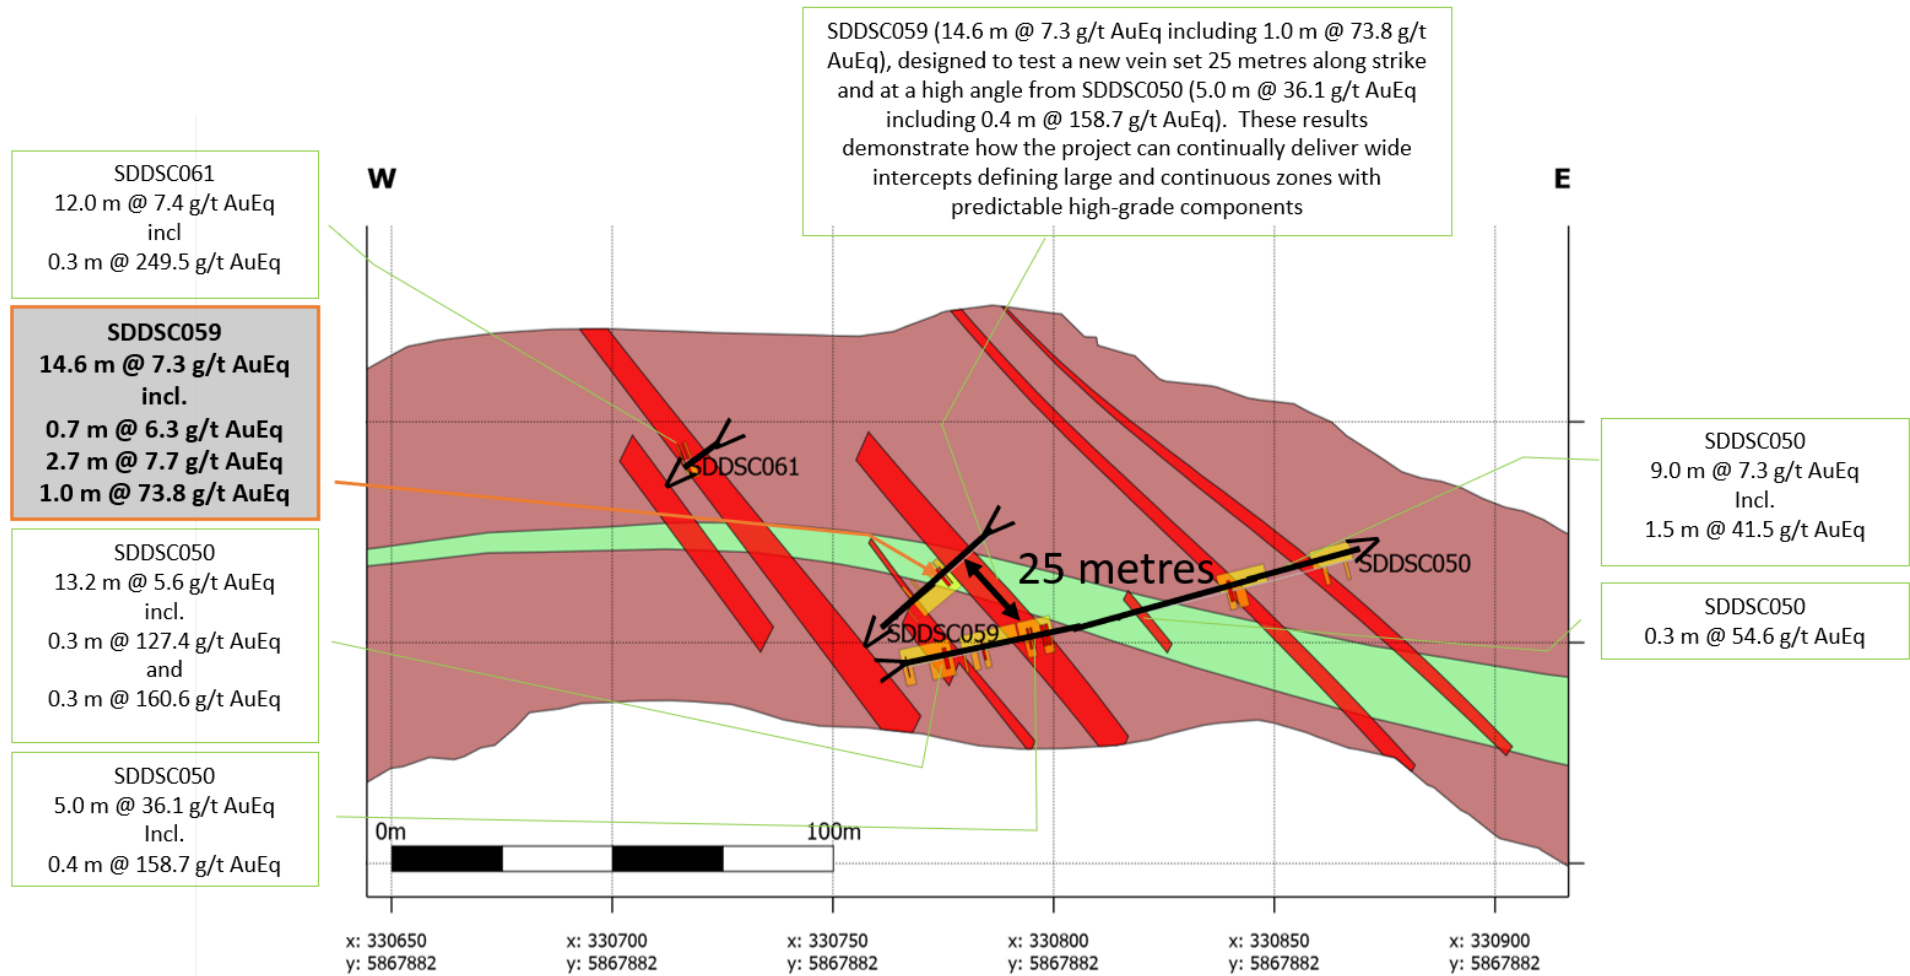 SDDSC059 (14.6 m @ 7.3 g/t AuEq including 1.0 m @ 73.8 g/t
AuEq), designed to test a new vein set 25 metres along strike
and at a high angle from SDDSC050 (5.0 m @ 36.1 g/t AuEq
including 0.4 m @ 158.7 g/t AuEq).  These results
demonstrate how the project can continually deliver wide
intercepts defining large and continuous zones with
predictable high-grade components
SDDSC061
12.0 m @ 7.4 g/t AuEq
incl
0.3 m @ 249.5 g/t AuEq
SDDSC059
14.6 m @ 7.3 g/t AuEq
incl.
0.7 m @ 6.3 g/t AuEq
2.7 m @ 7.7 g/t AuEq
1.0 m @ 73.8 g/t AuEq
SDDSC050
13.2 m @ 5.6 g/t AuEq
incl.
0.3 m @ 127.4 g/t AuEq
and
0.3 m @ 160.6 g/t AuEq
SDDSC050
5.0 m @ 36.1 g/t AuEq
Incl.
0.4 m @ 158.7 g/t AuEq
W
E
SDDSC061
25 metres
SDDSC050
SDDSC059
SDDSC050
9.0 m @ 7.3 g/t AuEq
Incl.
1.5 m @ 41.5 g/t AuEq
SDDSC050
0.3 m @ 54.6 g/t AuEq
0m
100m
x: 330650
y: 5867882
x: 330700
y: 5867882
x: 330750
y: 5867882
x: 330800
y: 5867882
x: 330850
y: 5867882
x: 330900
y: 5867882